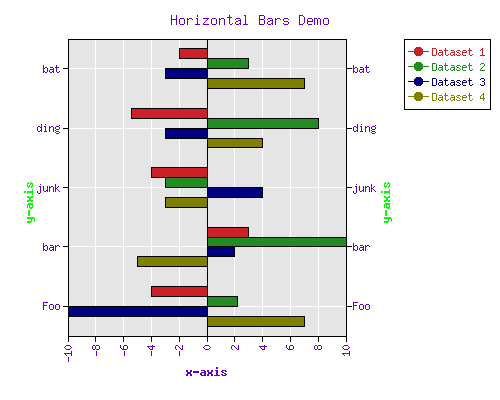 Horizontal Bars Demo
Dataset 1
Dataset 2
Dataset 3
Dataset 4
bat
ding
junk
bar
Foo
y-axis
bat
ding
junk
bar
Foo
y-axis
-10 -8 -6 -4 -2 0 2 4 6 8 10
x-axis